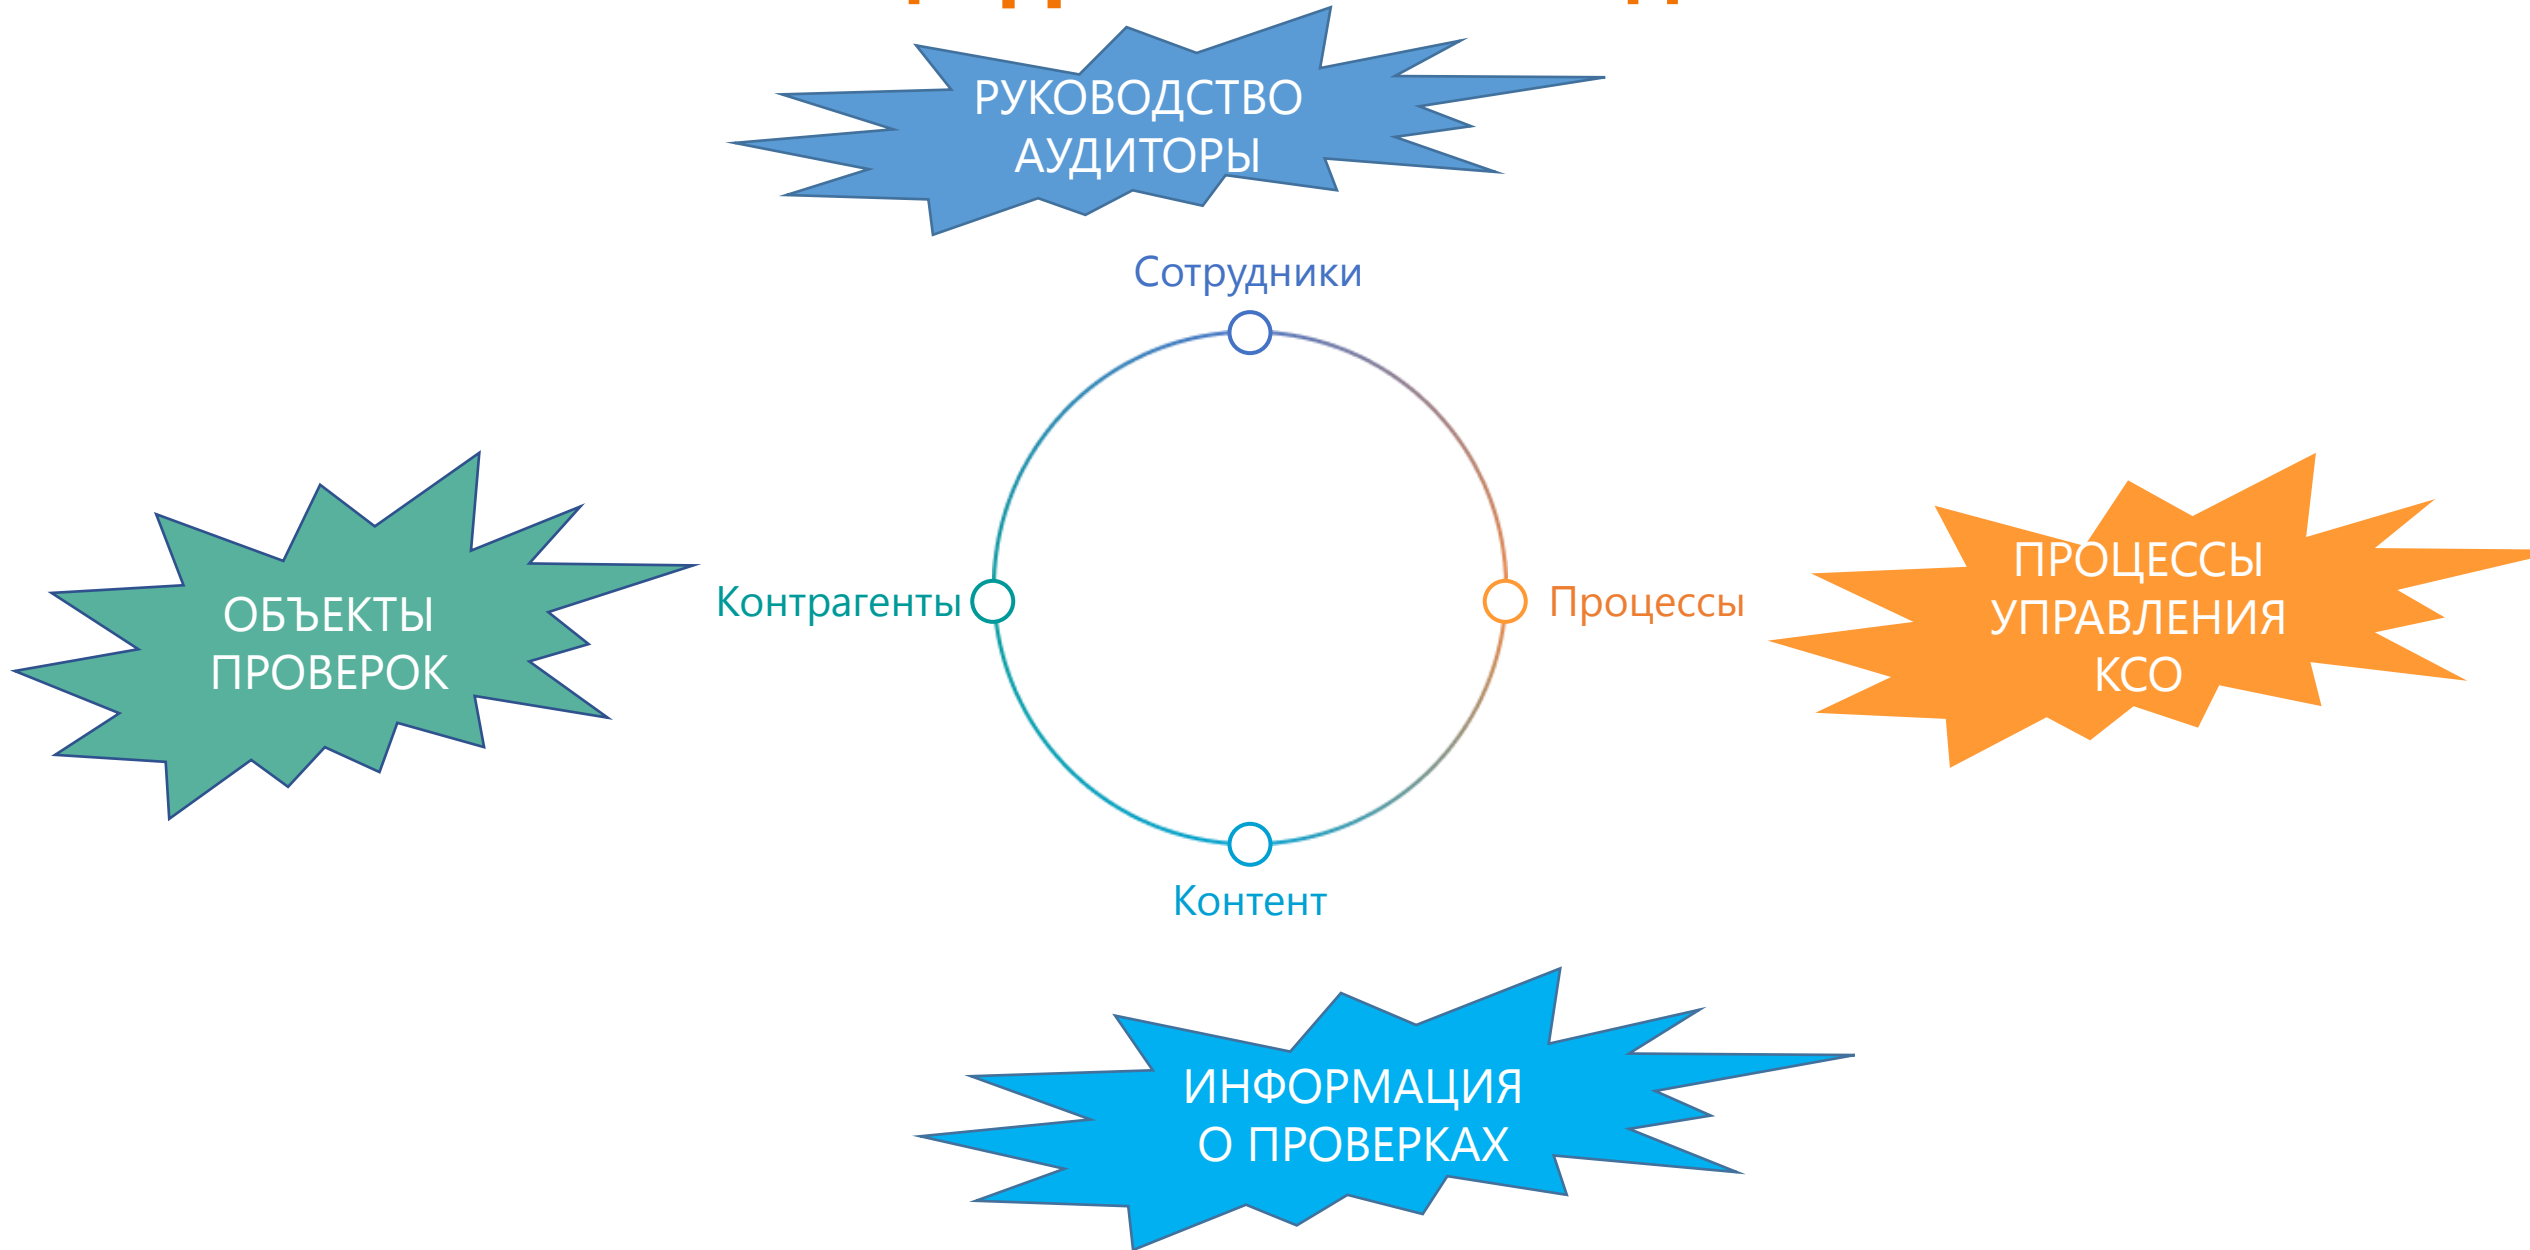 РУКОВОДСТВО
АУДИТОРЫ
Сотрудники
ОБЪЕКТЫ
ПРОВЕРОК
Контрагенты
Процессы
ПРОЦЕССЫ
УПРАВЛЕНИЯ
КСО
Контент
ИНФОРМАЦИЯ
О ПРОВЕРКАХ